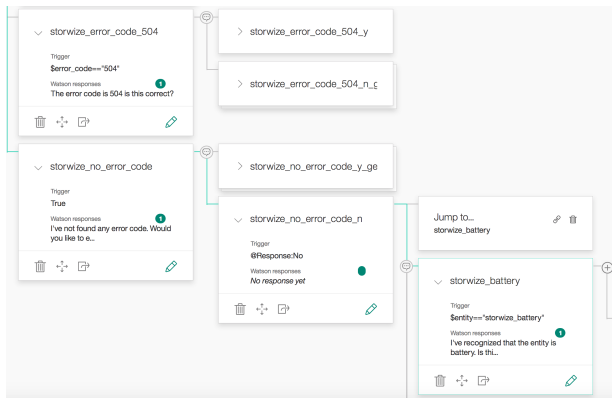 storwize_error_code_504
Trigger
$error_code=="504"
Watson responses
1
The error code is 504 is this correct?
storwize_error_code_504_y
storwize_error_code_504_n_g
storwize_no_error_code
Trigger
True
Watson responses
1
I've not found any error code. Would
you like to e...
storwize_no_error_code_y_ge
storwize_no_error_code_n
Trigger
@Response:No
Watson responses
No response yet
Jump to...
storwize_battery
storwize_battery
Trigger
$entity=="storwize_battery"
Watson responses
1
I've recognized that the entity is
battery. Is thi...